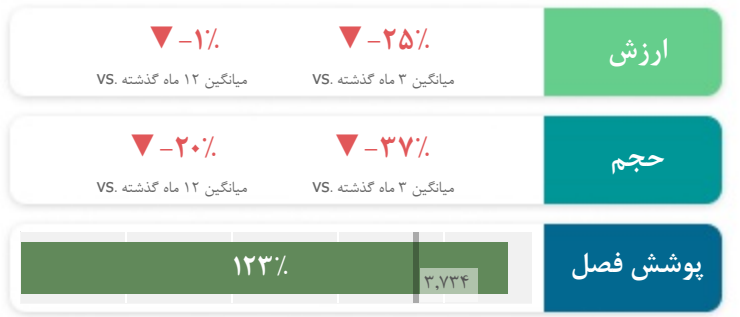 ارزش
▼ -۲۵٪
میانگین ۳ ماه گذشته .VS
▼ -۱٪
میانگین ۱۲ ماه گذشته .VS
حجم
▼ -۳۷٪
میانگین ۳ ماه گذشته .VS
▼ -۲۰٪
میانگین ۱۲ ماه گذشته .VS
پوشش فصل
۱۲۳٪
۳,۷۳۴